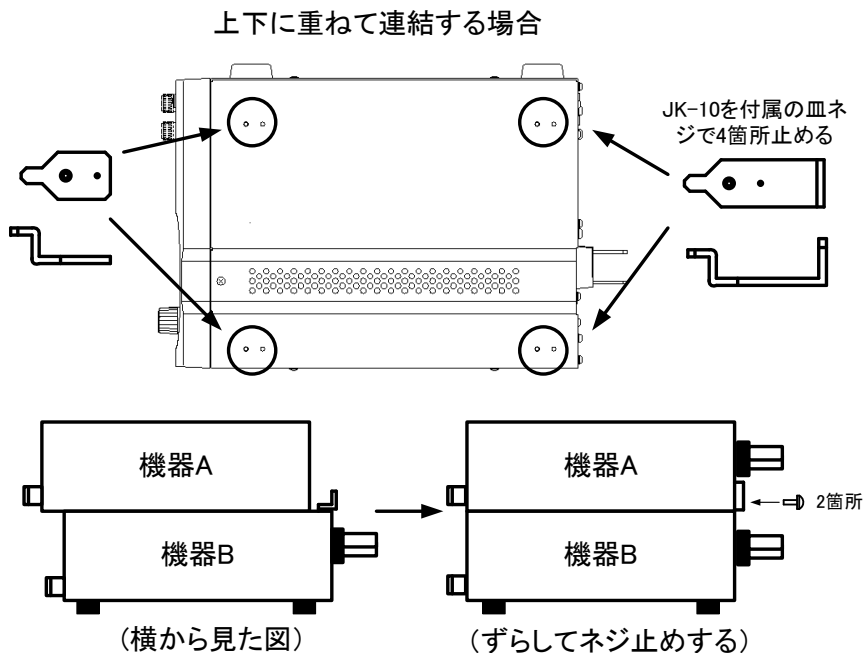 上下に重ねて連結する場合
JK-10を付属の皿ネ
ジで4箇所止める
機器A
機器A
2箇所
機器B
機器B
(横から見た図)
(ずらしてネジ止めする)